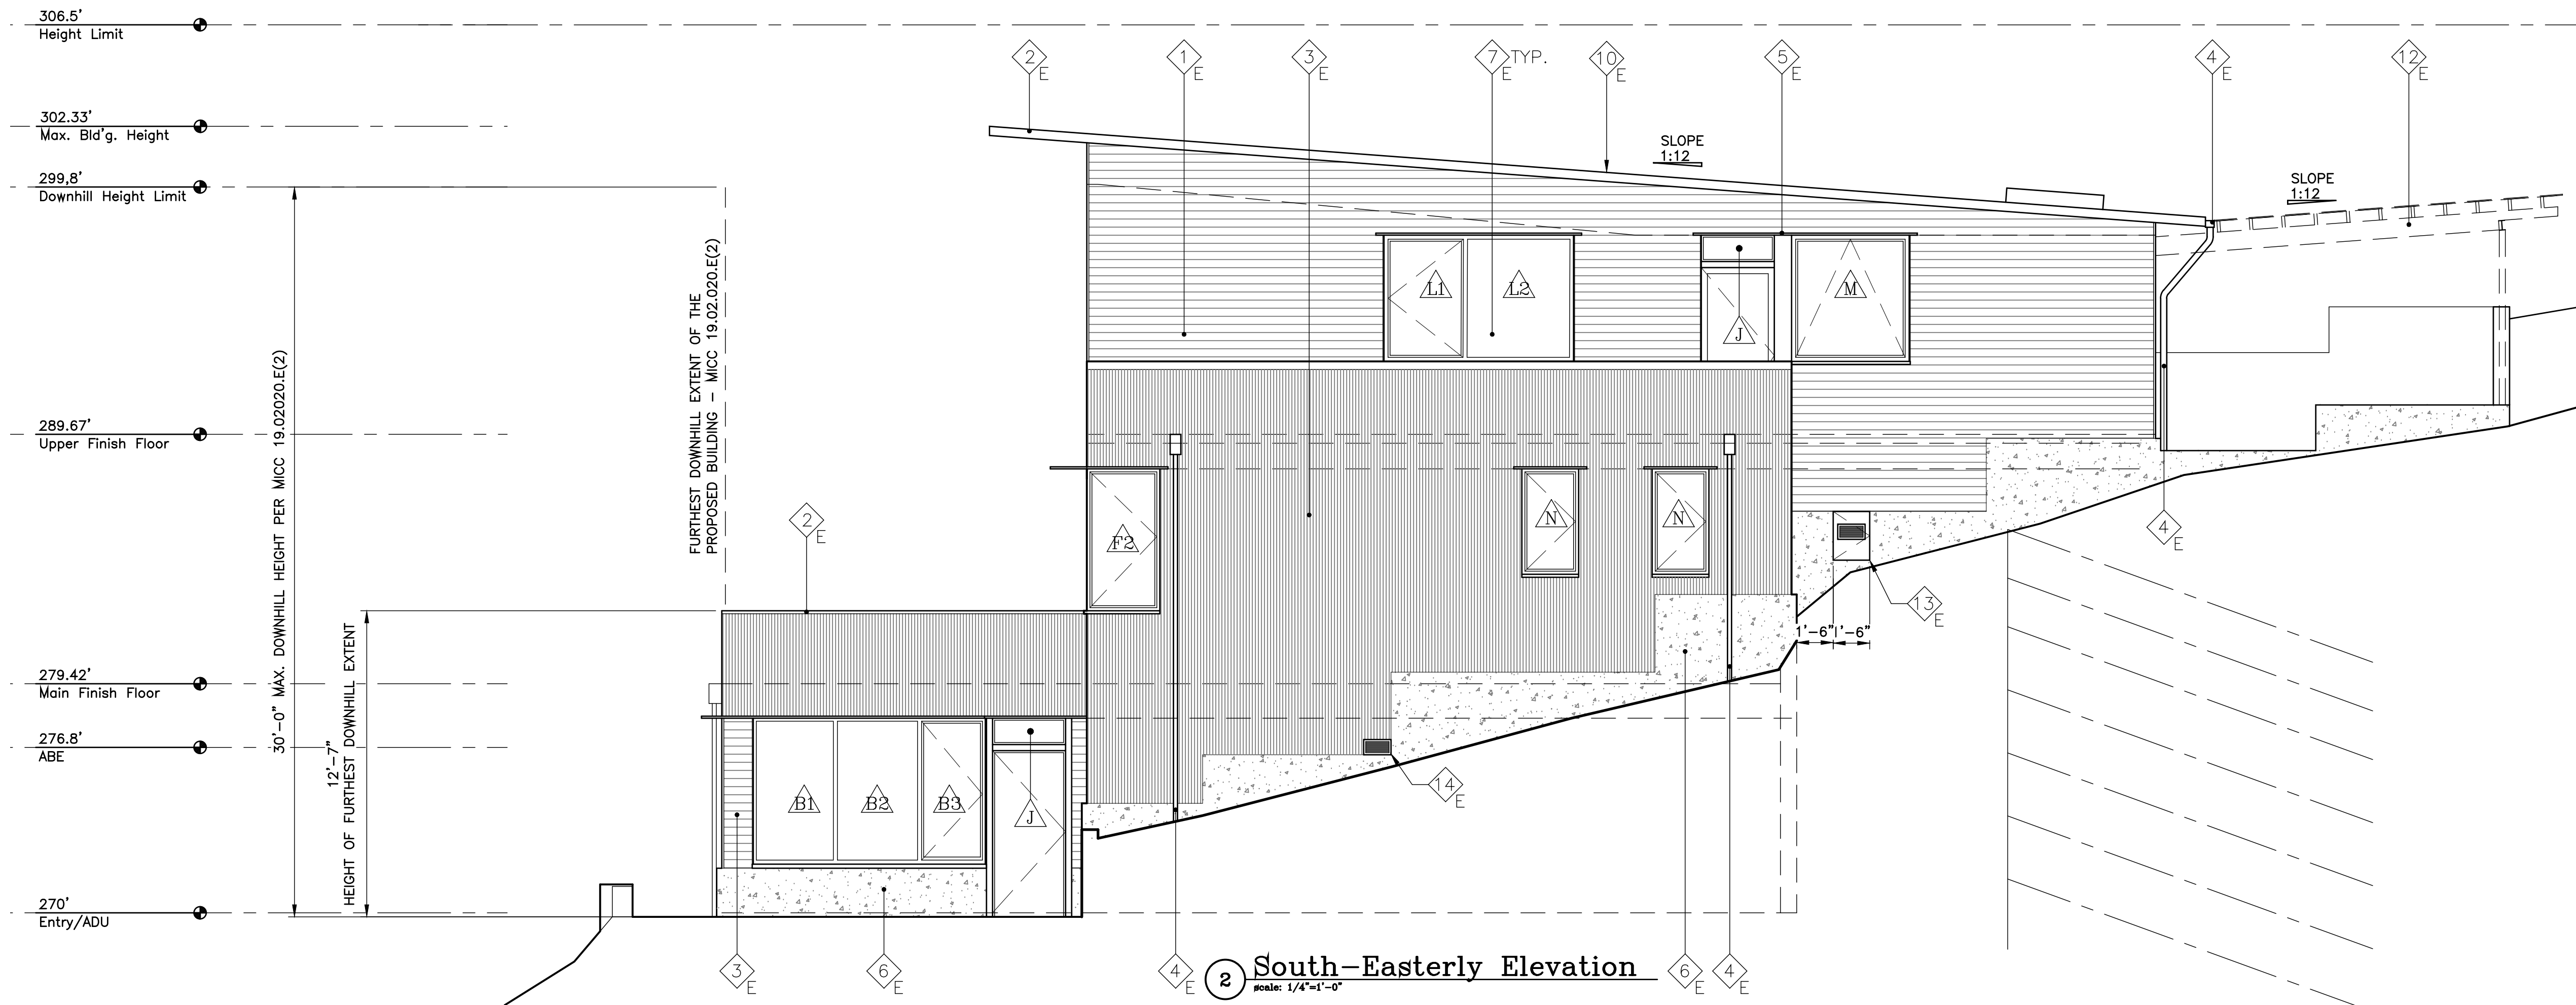 306.5'
Height Limit
2
E
1
E
3
E
7 TYP.
E
10
E
5
E
4
E
12
E
302.33'
Max. Bld'g. Height
SLOPE
1:12
SLOPE
1:12
299,8'
Downhill Height Limit
30'-0" MAX. DOWNHILL HEIGHT PER MICC 19.02020.E(2)
FURTHEST DOWNHILL EXTENT OF THE
PROPOSED BUILDING - MICC 19.02.020.E(2)
L1
L2
J
M
289.67'
Upper Finish Floor
2
E
F2
N
N
4
E
13
E
1'-6"
1'-6"
12'-7"
HEIGHT OF FURTHEST DOWNHILL EXTENT
279.42'
Main Finish Floor
276.8'
ABE
B1
B2
B3
J
14
E
270'
Entry/ADU
3
E
6
E
4
E
6
E
4
E
2
South-Easterly Elevation
scale: 1/4"=1'-0"